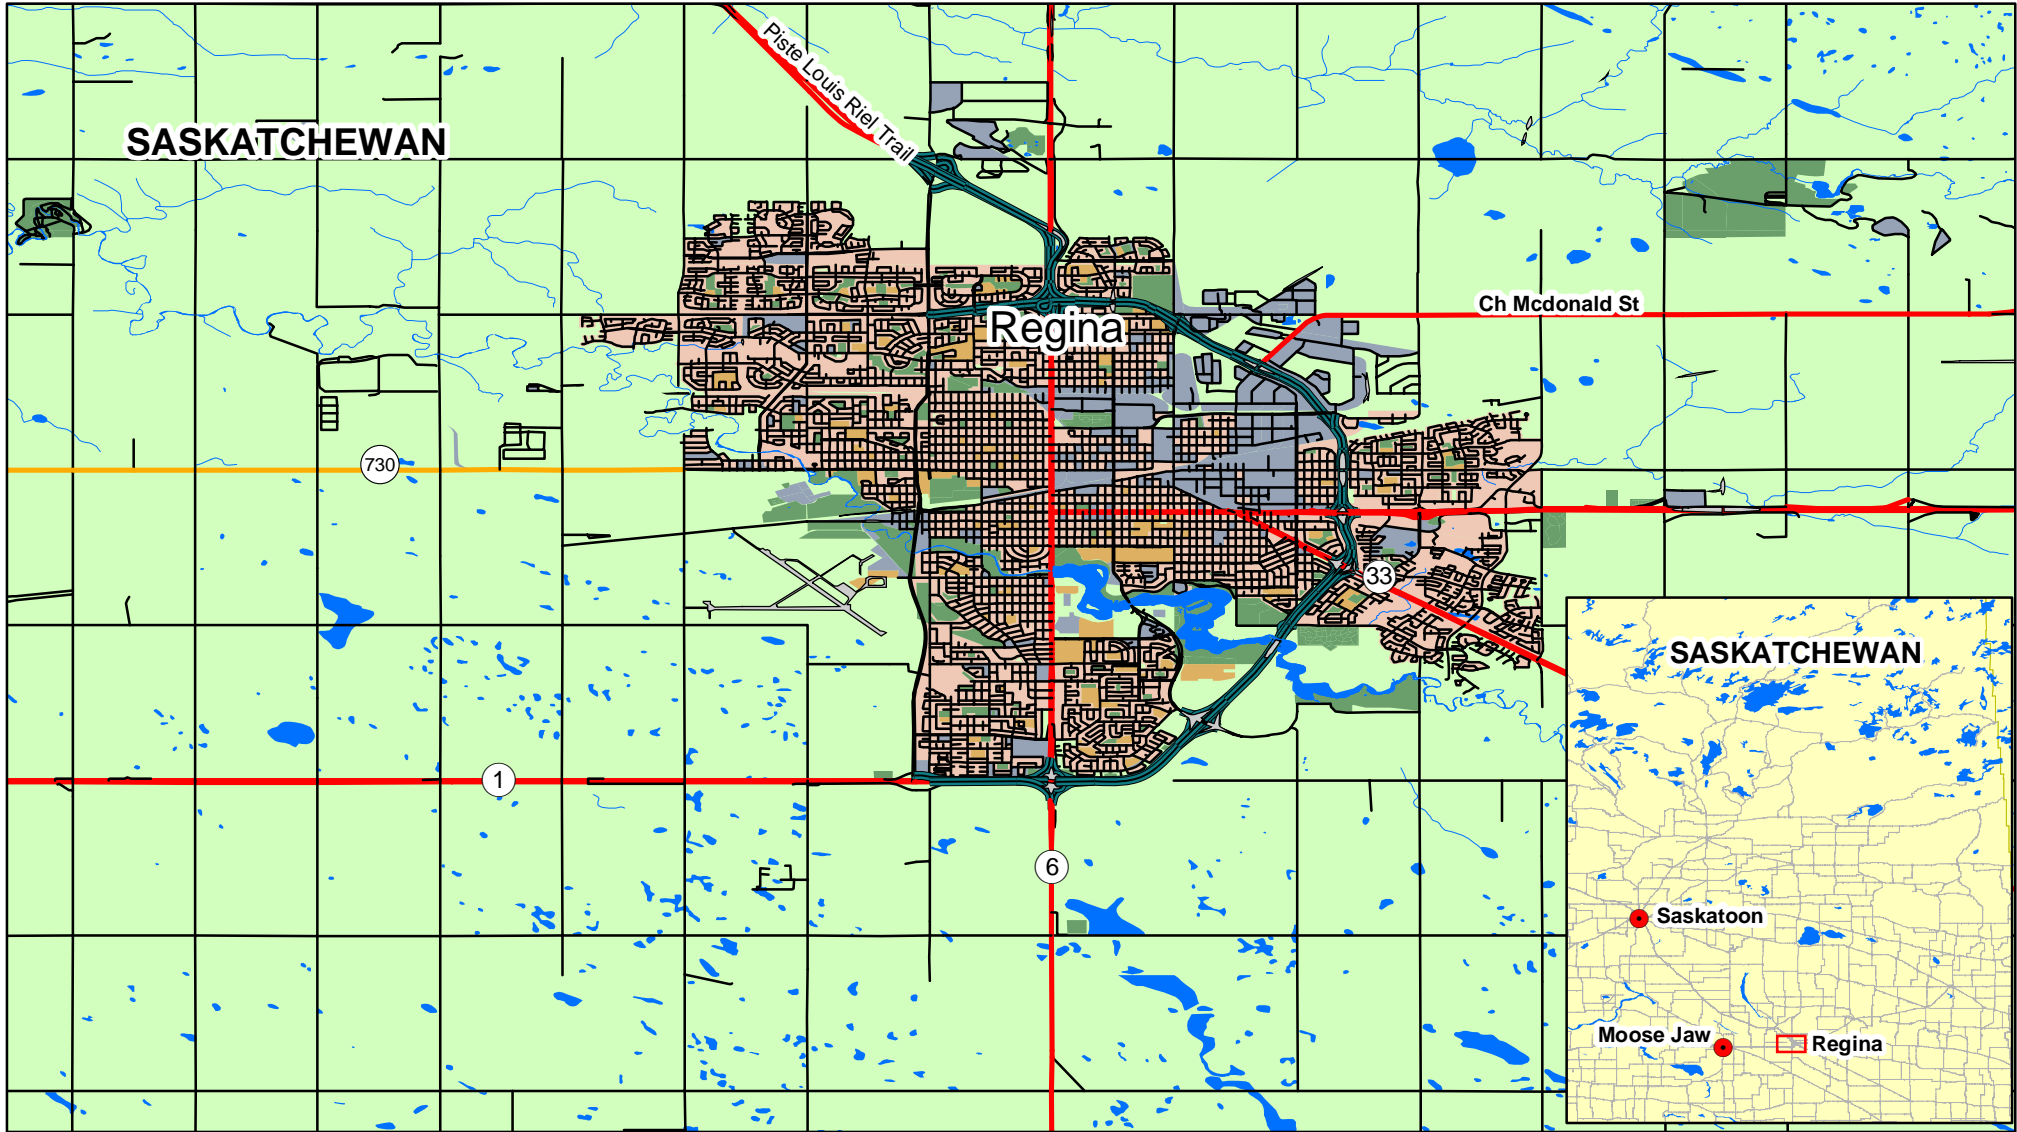 Piste Louis Riel Trail
SASKATCHEWAN
Ch Mcdonald St
Regina
730
33
SASKATCHEWAN
1
6
Saskatoon
Moose Jaw
Regina